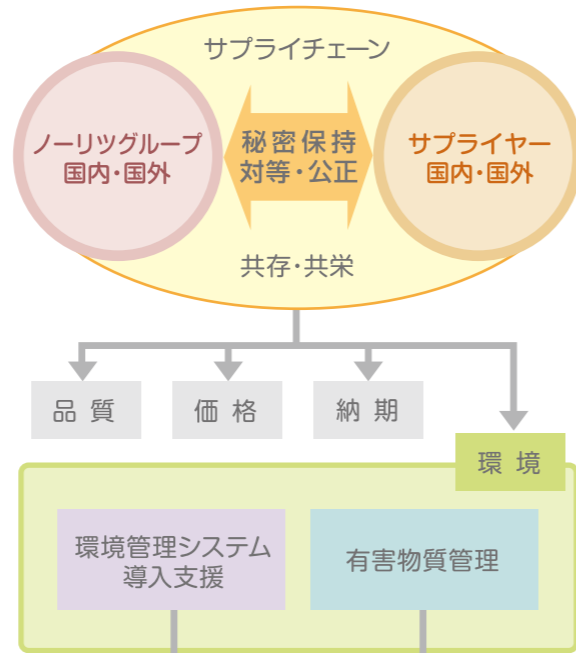 サプライチェーン
ノーリツグループ
国内・国外
秘密保持
対等・公正
サプライヤー
国内・国外
共存・共栄
品質
価格
納期
環境
環境管理システム
導入支援
有害物質管理